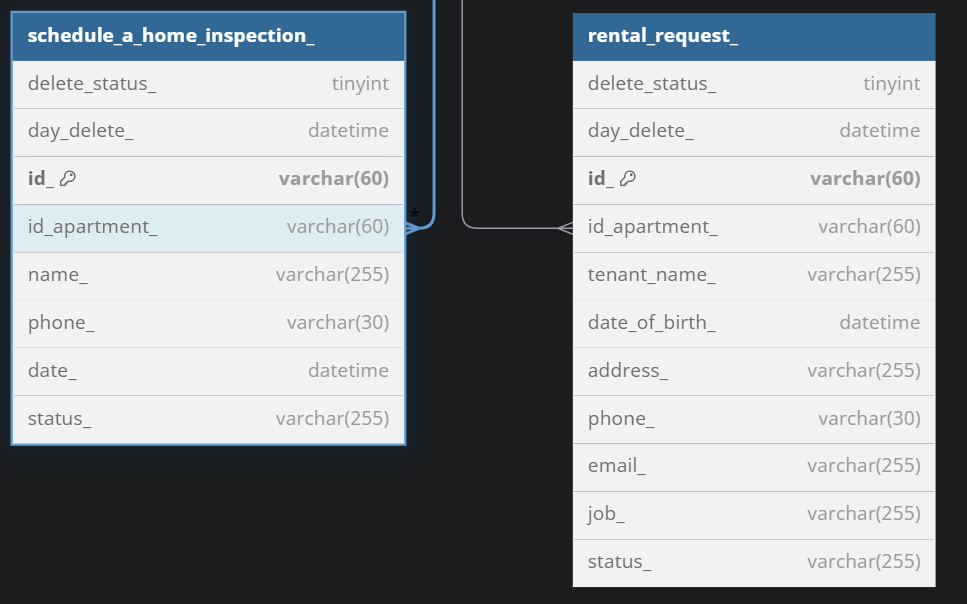 schedule_a_home_inspection_
delete_status_ tinyint
day_delete_ datetime
id_ varchar(60)
id_apartment_ varchar(60)
*
name_ varchar(255)
phone_ varchar(30)
date_ datetime
status_ varchar(255)
rental_request_
delete_status_ tinyint
day_delete_ datetime
id_ varchar(60)
id_apartment_ varchar(60)
tenant_name_ varchar(255)
date_of_birth_ datetime
address_ varchar(255)
phone_ varchar(30)
email_ varchar(255)
job_ varchar(255)
status_ varchar(255)